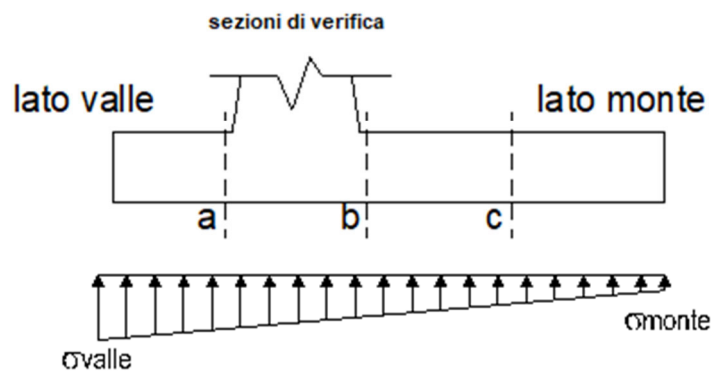 sezioni di verifica
lato valle
lato monte
a
b
c
σmonte
σvalle